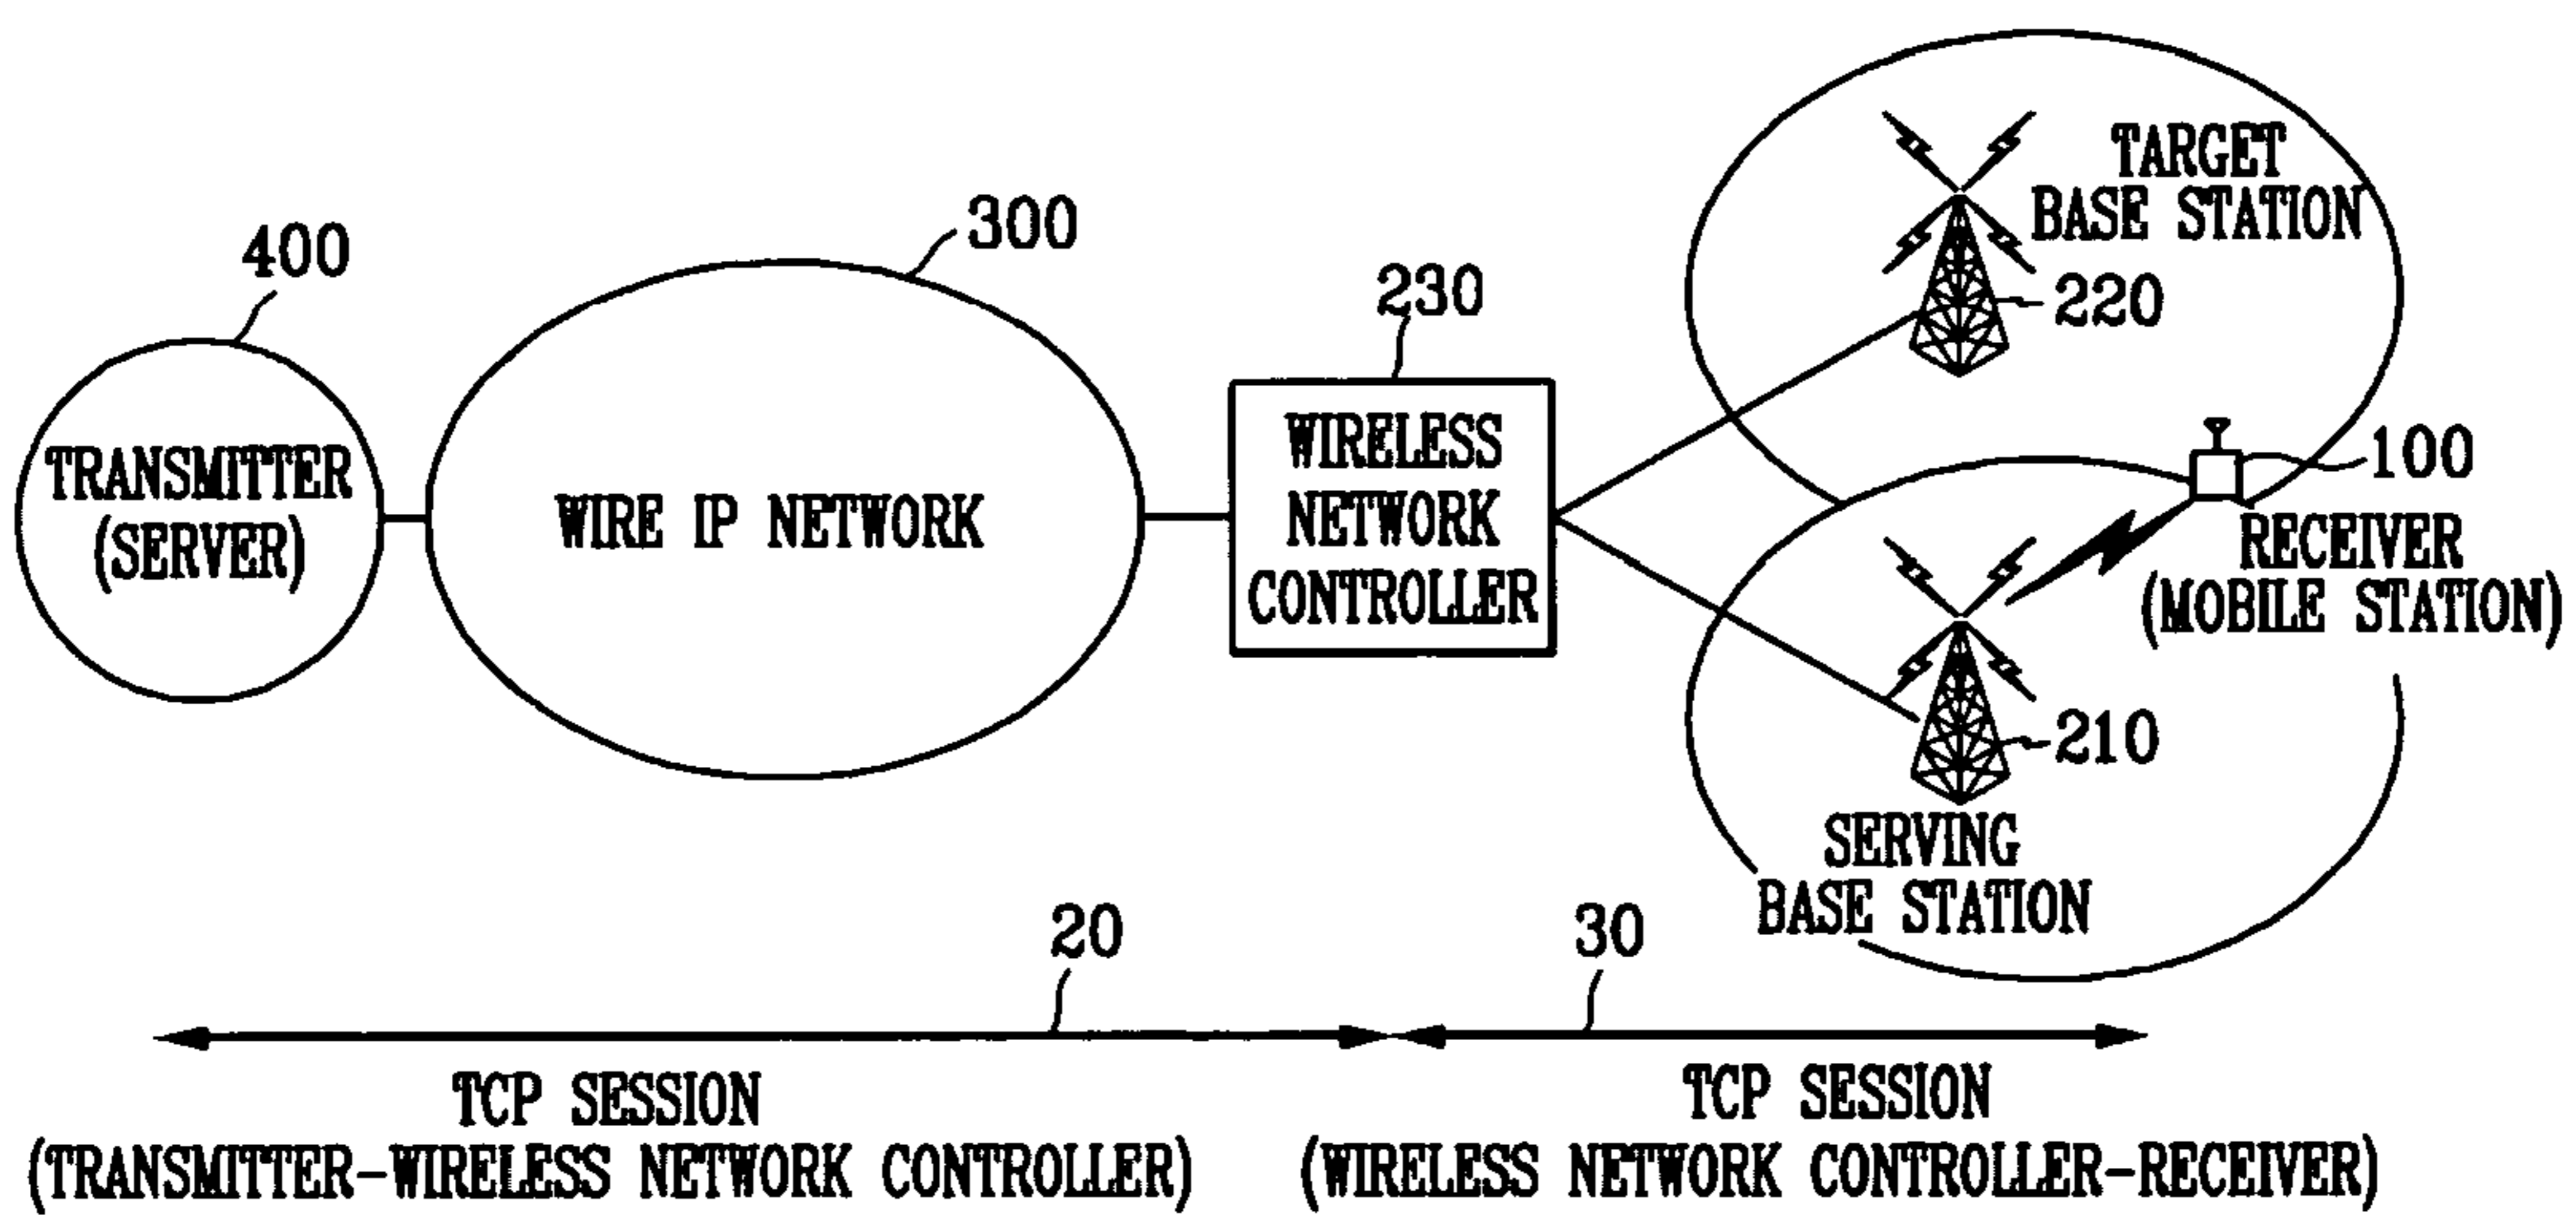 400
300
230
TARGET
BASE STATION
220
TRANSMITTER
(SERVER)
WIRE IP NETWORK
WIRELESS
NETWORK
CONTROLLER
100
RECEIVER
(MOBILE STATION)
210
SERVING
BASE STATION
20
30
TCP SESSION
(TRANSMITTER-WIRELESS NETWORK CONTROLLER)
TCP SESSION
(WIRELESS NETWORK CONTROLLER-RECEIVER)